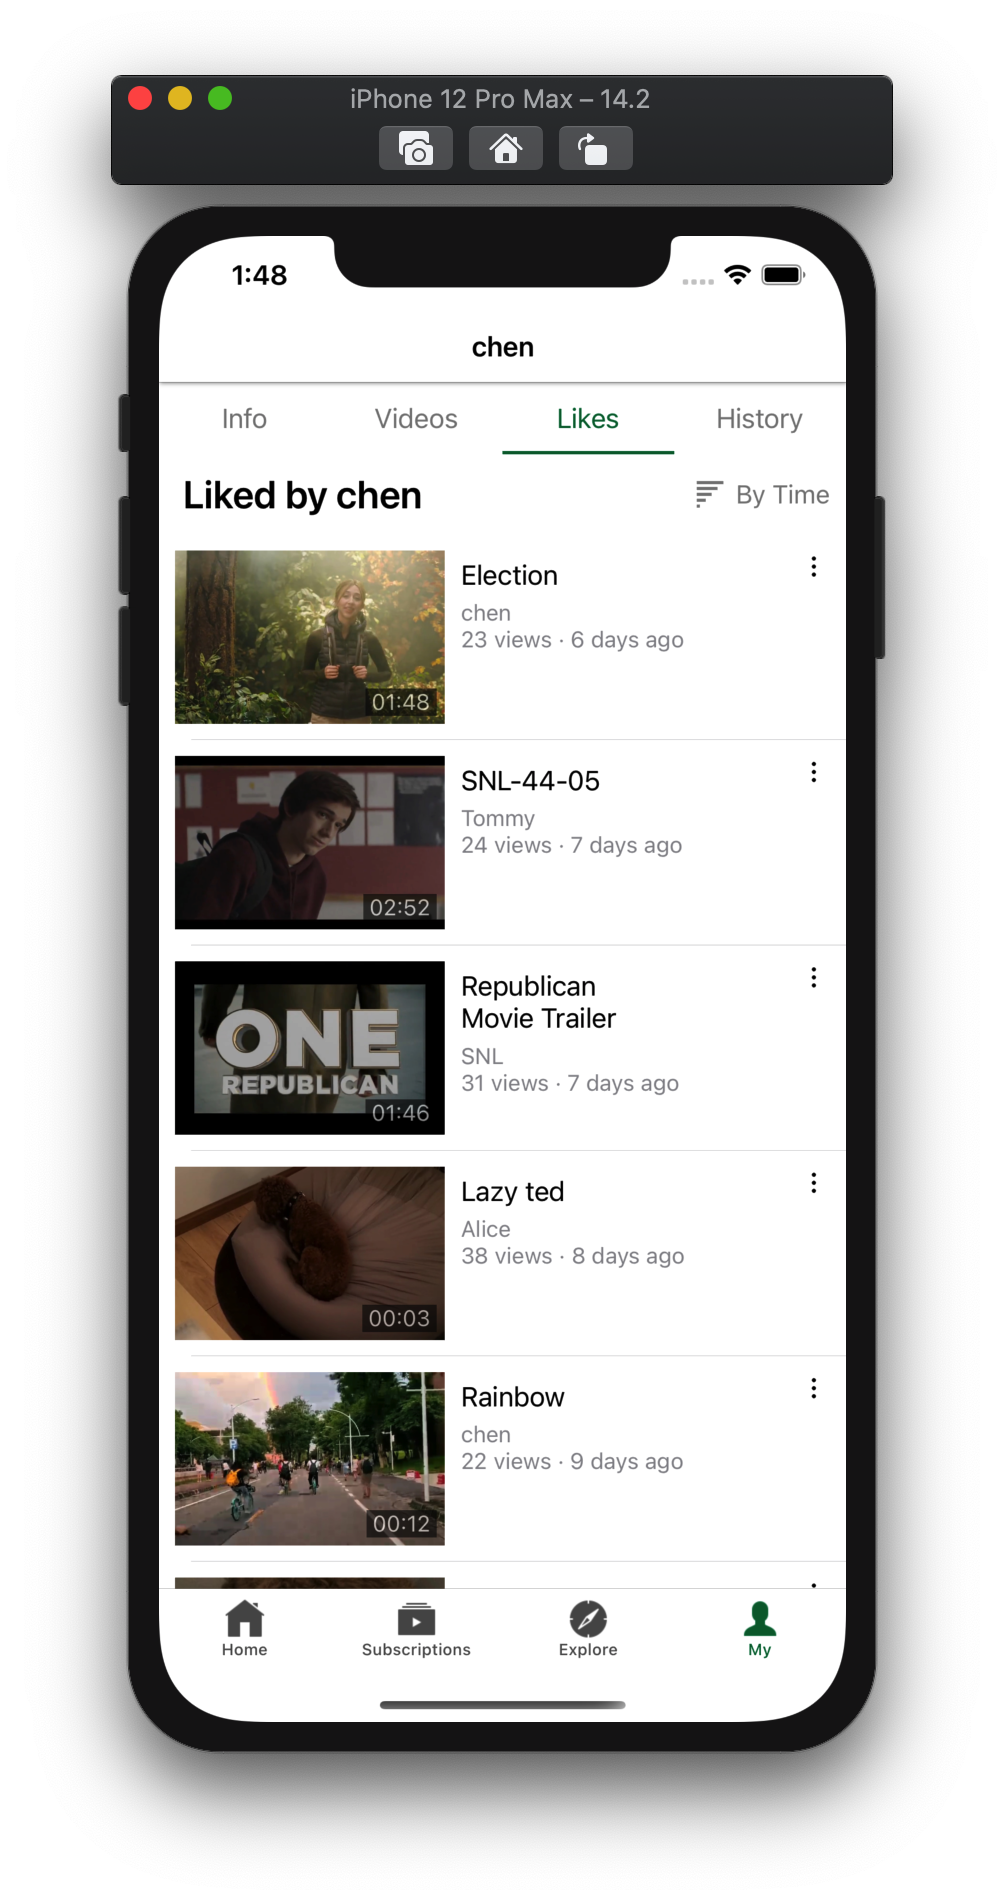 iPhone 12 Pro Max – 14.2
1:48
chen
Info Videos Likes History
Liked by chen By Time
Election
chen
23 views · 6 days ago
01:48
SNL-44-05
Tommy
24 views · 7 days ago
02:52
Republican
Movie Trailer
SNL
31 views · 7 days ago
ONE
REPUBLICAN
01:46
Lazy ted
Alice
38 views · 8 days ago
00:03
Rainbow
chen
22 views · 9 days ago
00:12
Home Subscriptions Explore My